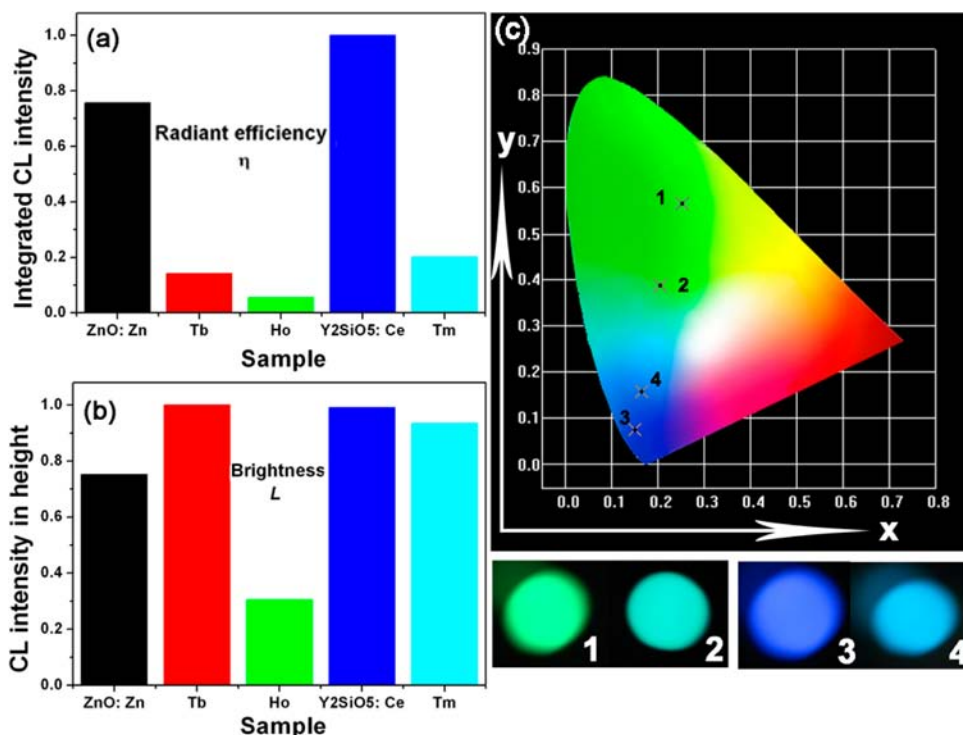 (a)
Integrated CL intensity
1.0
0.8
0.6
0.4
0.2
0.0
Radiant efficiency
η
ZnO: Zn Tb Ho Y2SiO5: Ce Tm
Sample
(b)
CL intensity in height
1.0
0.8
0.6
0.4
0.2
0.0
Brightness
L
ZnO: Zn Tb Ho Y2SiO5: Ce Tm
Sample
(c)
0.9
0.8
0.7
0.6
0.5
0.4
0.3
0.2
0.1
0.0
y
1
2
4
3
0.0 0.1 0.2 0.3 0.4 0.5 0.6 0.7 0.8
x
1 2 3 4